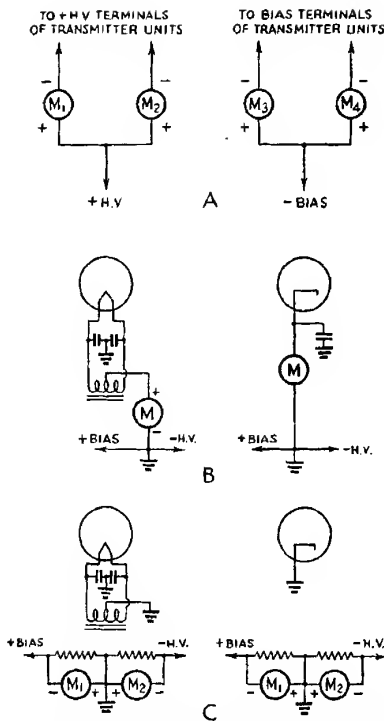 TO + H V TERMINALS
OF TRANSMITTER UNITS
TO BIAS TERMINALS
OF TRANSMITTER UNITS
− − − −
M₁ M₂ M₃ M₄
+ + + +
+ H.V A − BIAS
+
M M
−
+BIAS −H.V. +BIAS −H.V.
B
+BIAS −H.V. +BIAS −H.V.
− M₁ + + M₂ − − M₁ + + M₂ −
C